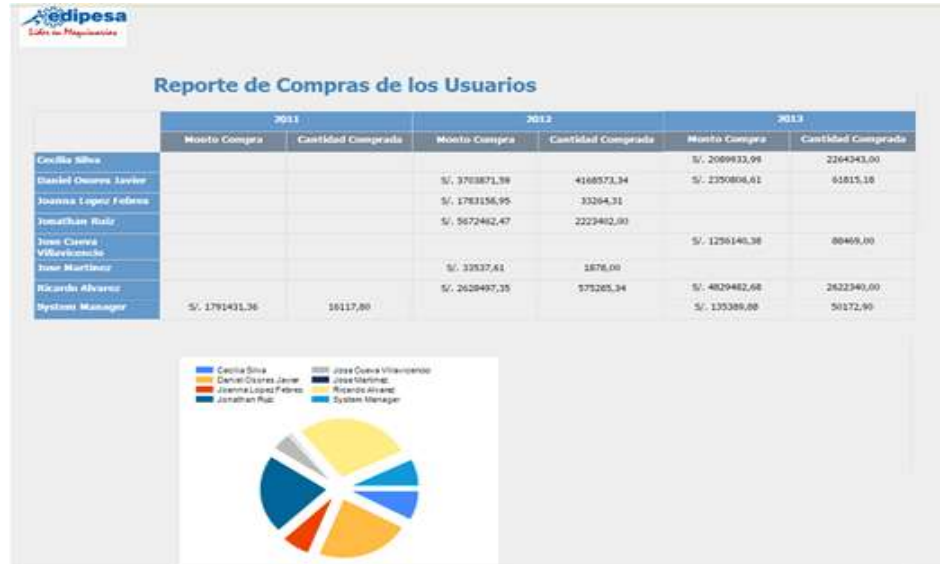 edipesa
Líder en Maquinarias
Reporte de Compras de los Usuarios
2011 2012 2013
Monto Compra Cantidad Comprada Monto Compra Cantidad Comprada Monto Compra Cantidad Comprada
Cecilia Silva S/. 2089933,99 2264343,00
Daniel Osores Javier S/. 3703871,59 4168573,34 S/. 2350806,61 61815,18
Joanna Lopez Febres S/. 1783158,95 33264,31
Jonathan Ruiz S/. 5672462,47 2223402,00
Jose Cueva
Villavicencio S/. 1256140,38 88469,00
Jose Martinez S/. 33537,61 1878,00
Ricardo Alvarez S/. 2628497,35 575285,34 S/. 4829482,68 2622340,00
System Manager S/. 1791431,36 16117,80 S/. 135389,88 50172,90
Cecilia Silva Jose Cueva Villavicencio
Daniel Osores Javier Jose Martinez
Joanna Lopez Febres Ricardo Alvarez
Jonathan Ruiz System Manager